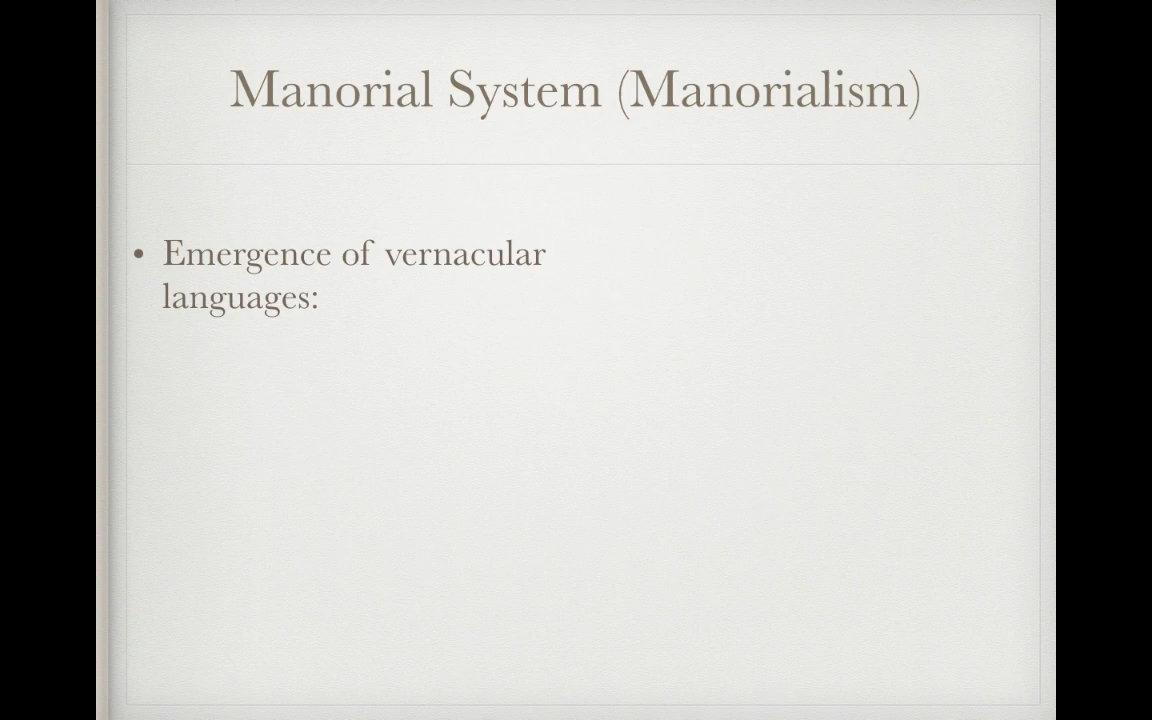 Manorial System (Manorialism)
• Emergence of vernacular
languages: